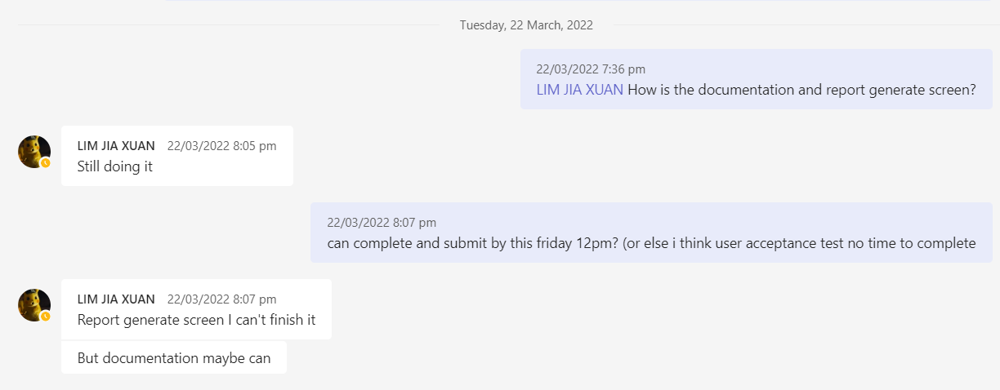 Tuesday, 22 March, 2022
22/03/2022 7:36 pm
LIM JIA XUAN How is the documentation and report generate screen?
LIM JIA XUAN 22/03/2022 8:05 pm
Still doing it
22/03/2022 8:07 pm
can complete and submit by this friday 12pm? (or else i think user acceptance test no time to complete
LIM JIA XUAN 22/03/2022 8:07 pm
Report generate screen I can't finish it
But documentation maybe can